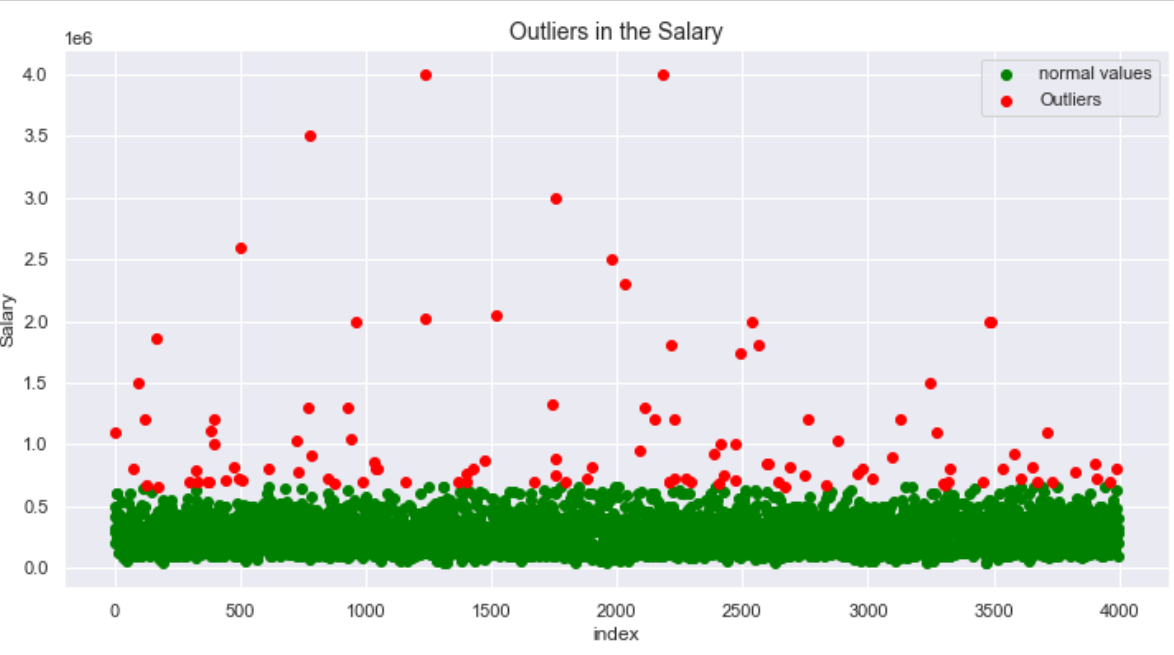 Outliers in the Salary
1e6
normal values
Outliers
4.0
3.5
3.0
2.5
2.0
1.5
1.0
0.5
0.0
Salary
0 500 1000 1500 2000 2500 3000 3500 4000
index